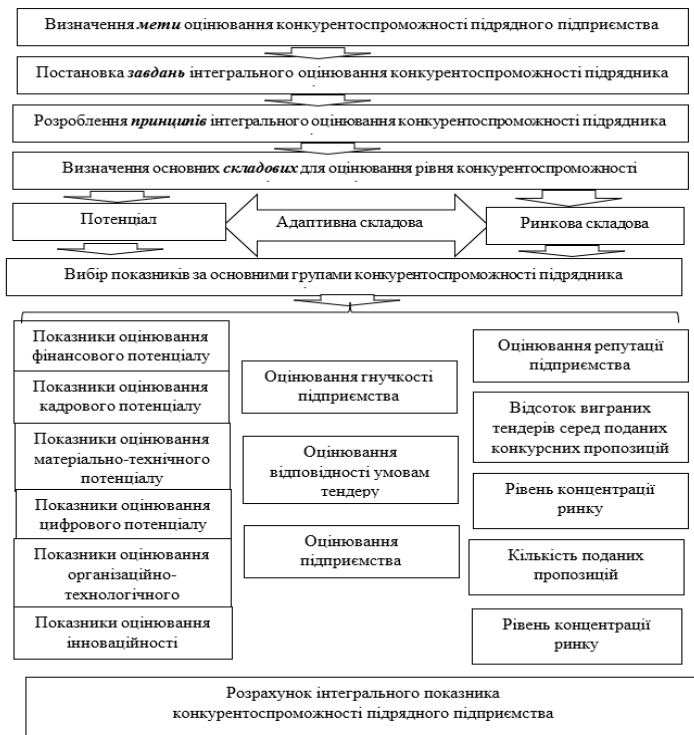 Визначення мети оцінювання конкурентоспроможності підрядного підприємства
Постановка завдань інтегрального оцінювання конкурентоспроможності підрядника
Розроблення принципів інтегрального оцінювання конкурентоспроможності підрядника
Визначення основних складових для оцінювання рівня конкурентоспроможності
Потенціал
Адаптивна складова
Ринкова складова
Вибір показників за основними групами конкурентоспроможності підрядника
Показники оцінювання
фінансового потенціалу
Показники оцінювання
кадрового потенціалу
Показники оцінювання
матеріально-технічного
потенціалу
Показники оцінювання
цифрового потенціалу
Показники оцінювання
організаційно-
технологічного
Показники оцінювання
інноваційності
Оцінювання гнучкості
підприємства
Оцінювання
відповідності умовам
тендеру
Оцінювання
підприємства
Оцінювання репутації
підприємства
Відсоток виграних
тендерів серед поданих
конкурсних пропозицій
Рівень концентрації
ринку
Кількість поданих
пропозицій
Рівень концентрації
ринку
Розрахунок інтегрального показника
конкурентоспроможності підрядного підприємства